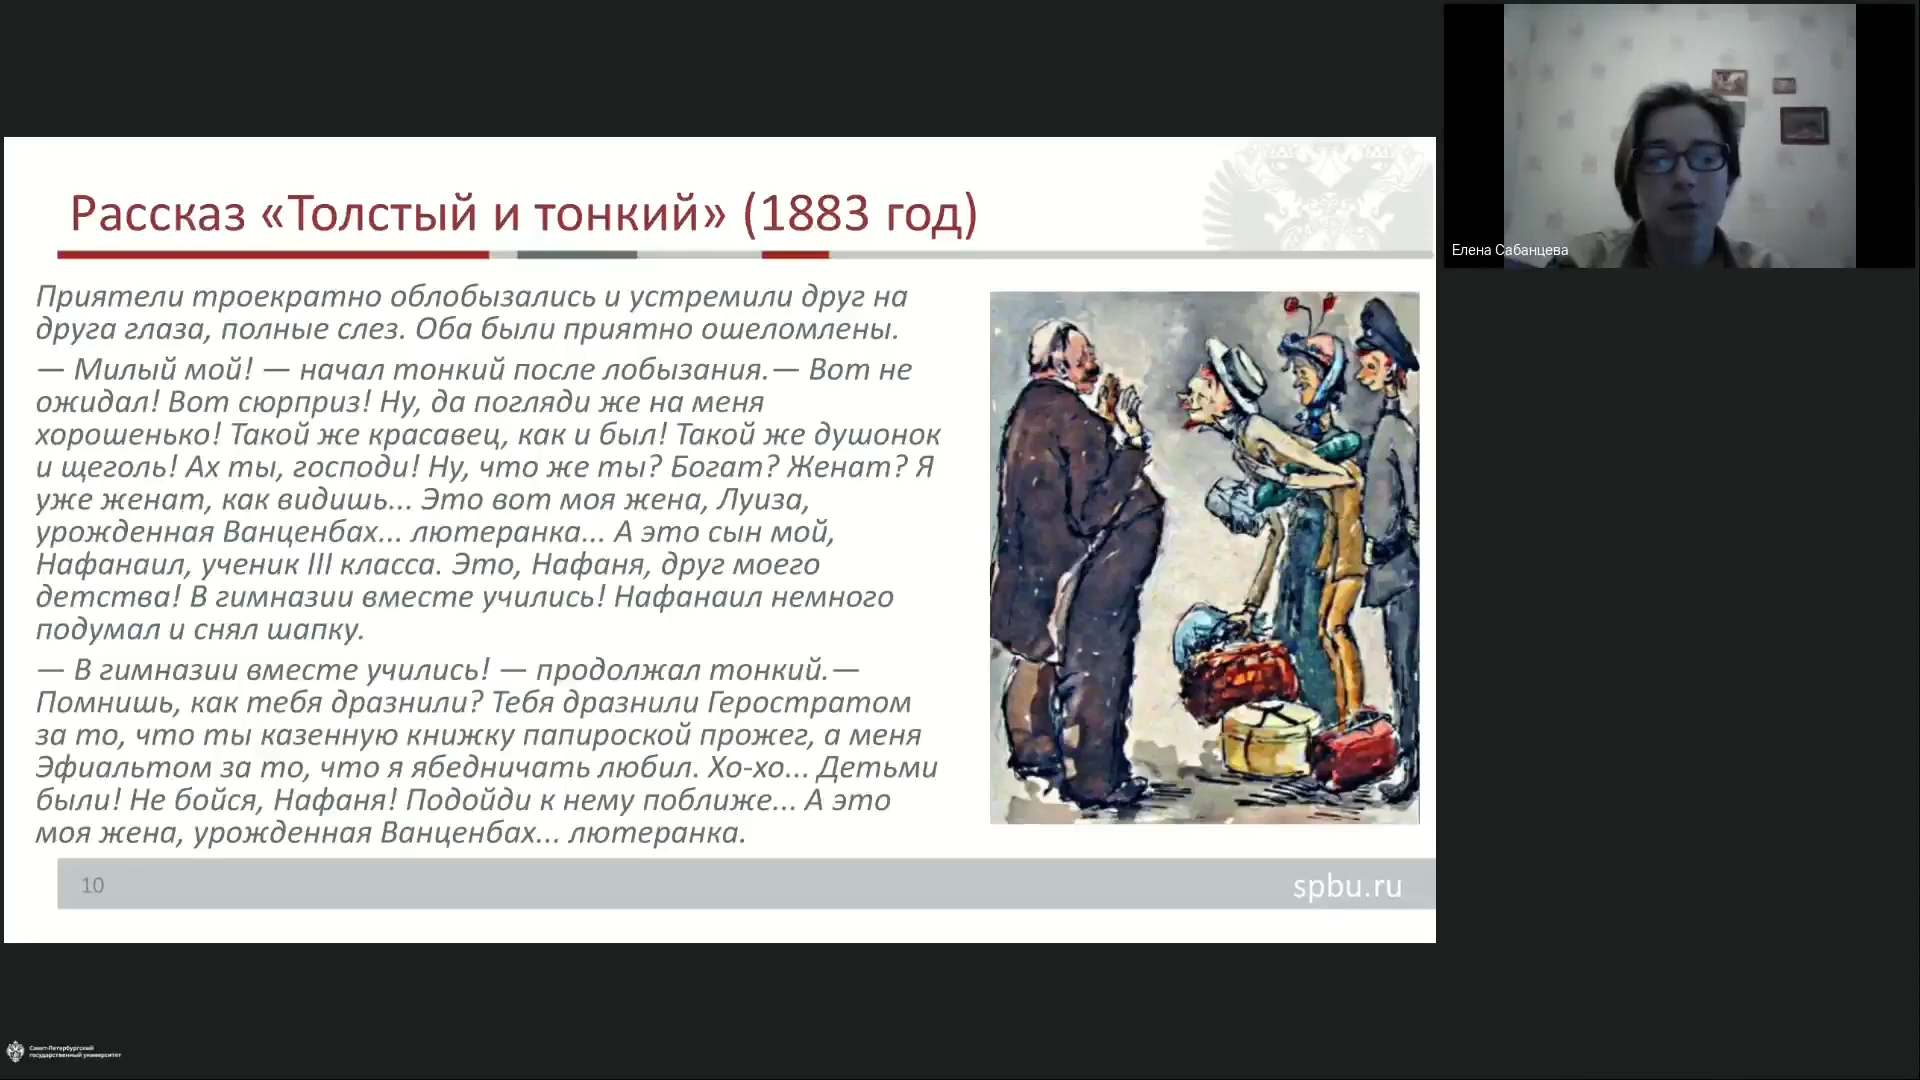 Рассказ «Толстый и тонкий» (1883 год)
Приятели троекратно облобызались и устремили друг на
друга глаза, полные слез. Оба были приятно ошеломлены.
— Милый мой! — начал тонкий после лобызания.— Вот не
ожидал! Вот сюрприз! Ну, да погляди же на меня
хорошенько! Такой же красавец, как и был! Такой же душонок
и щеголь! Ах ты, господи! Ну, что же ты? Богат? Женат? Я
уже женат, как видишь... Это вот моя жена, Луиза,
урожденная Ванценбах... лютеранка... А это сын мой,
Нафанаил, ученик III класса. Это, Нафаня, друг моего
детства! В гимназии вместе учились! Нафанаил немного
подумал и снял шапку.
— В гимназии вместе учились! — продолжал тонкий.—
Помнишь, как тебя дразнили? Тебя дразнили Геростратом
за то, что ты казенную книжку папироской прожег, а меня
Эфиальтом за то, что я ябедничать любил. Хо-хо... Детьми
были! Не бойся, Нафаня! Подойди к нему поближе... А это
моя жена, урожденная Ванценбах... лютеранка.
10
spbu.ru
Елена Сабанцева
Санкт-Петербургский
государственный университет